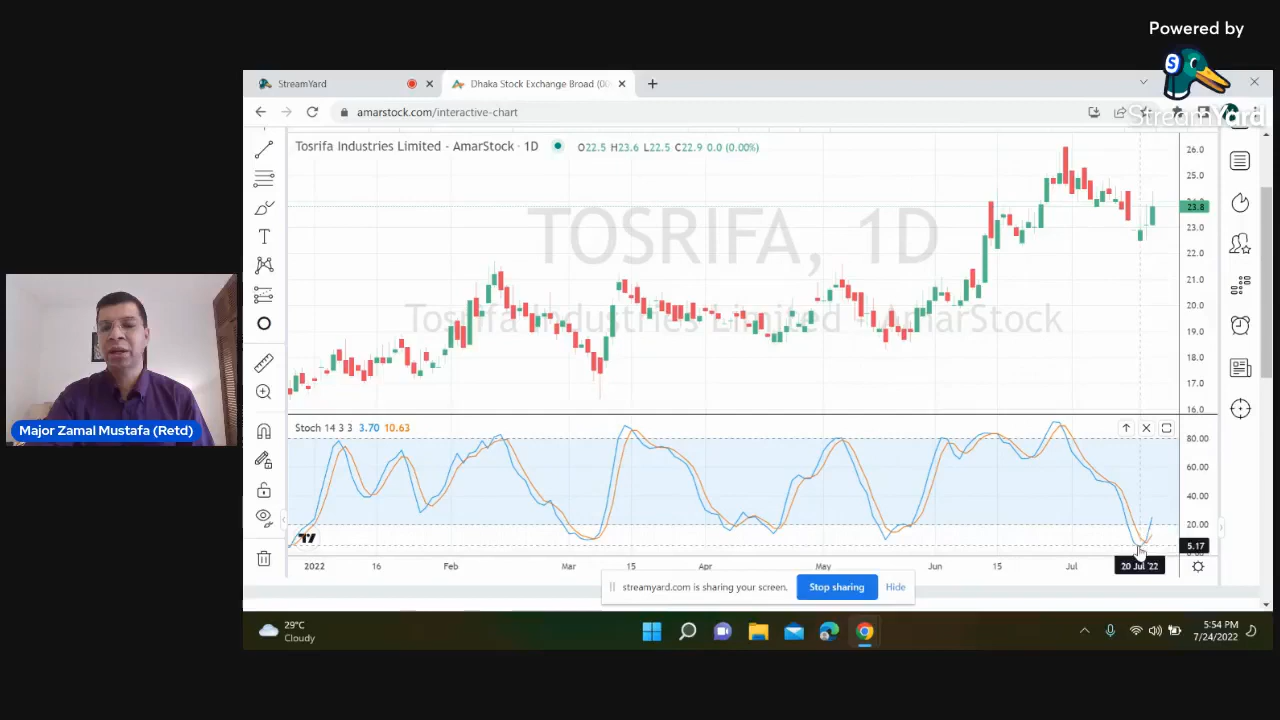 Powered by
StreamYard
StreamYard
Dhaka Stock Exchange Broad (00
amarstock.com/interactive-chart
Tosrifa Industries Limited - AmarStock · 1D
O22.5 H23.6 L22.5 C22.9 0.0 (0.00%)
TOSRIFA, 1D
Tosrifa Industries Limited - AmarStock
26.0
25.0
23.8
23.0
22.0
21.0
20.0
19.0
18.0
17.0
16.0
Major Zamal Mustafa (Retd)
Stoch 14 3 3 3.70 10.63
80.00
60.00
40.00
20.00
5.17
2022 16 Feb Mar 15 Apr May Jun 15 Jul 20 Jul '22
streamyard.com is sharing your screen.
Stop sharing
Hide
29°C
Cloudy
5:54 PM
7/24/2022